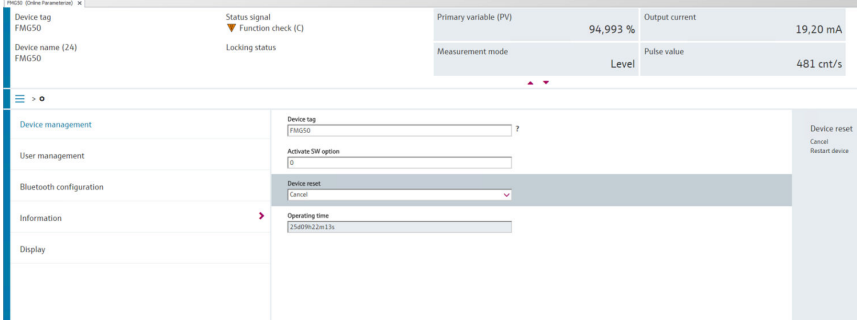 FMG50 (Online Parameterize)
Device tag
FMG50
Status signal
Function check (C)
Primary variable (PV)
94,993 %
Output current
19,20 mA
Device name (24)
FMG50
Locking status
Measurement mode
Level
Pulse value
481 cnt/s
>
Device management
User management
Bluetooth configuration
Information
Display
Device tag
FMG50
?
Activate SW option
0
Device reset
Cancel
Operating time
25d09h22m13s
Device reset
Cancel
Restart device